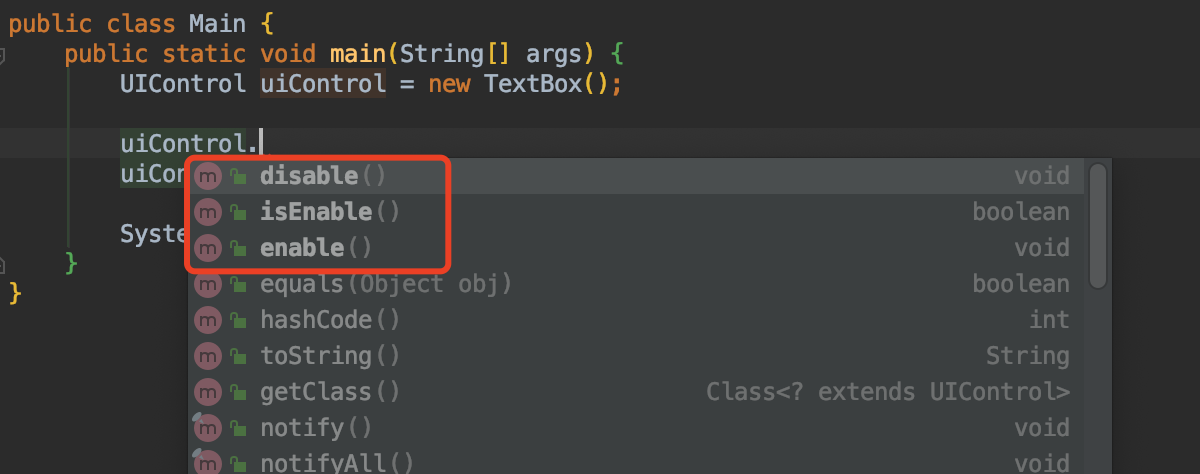 public class Main {
public static void main(String[] args) {
UIControl uiControl = new TextBox();
uiControl.
uiCon
disable() void
isEnable() boolean
Syste
enable() void
}
equals(Object obj) boolean
}
hashCode() int
toString() String
getClass() Class<? extends UIControl>
notify() void
notifyAll() void